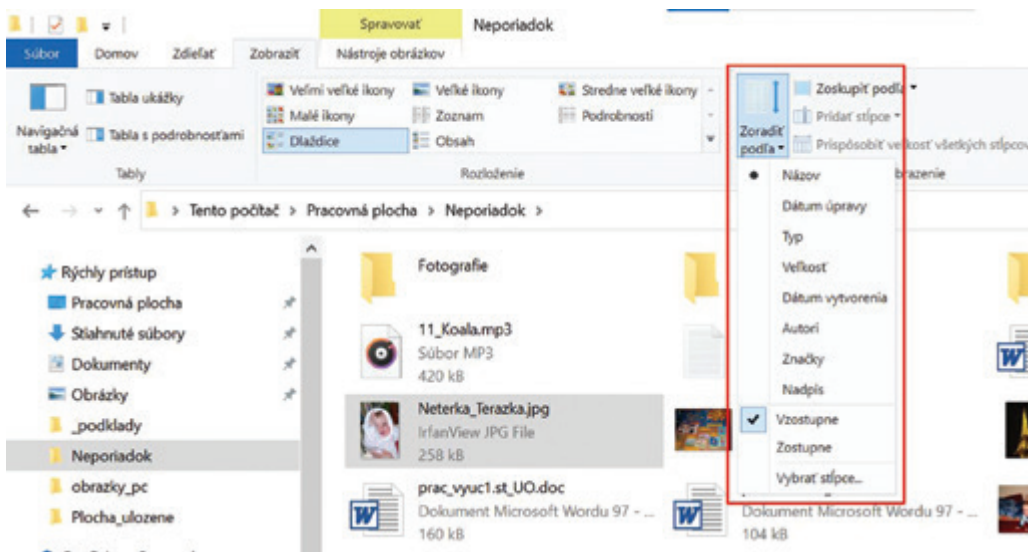 Spravovať
Neporiadok
Súbor
Domov
Zdieľať
Zobraziť
Nástroje obrázkov
Navigačná
tabla
Tabla ukážky
Tabla s podrobnosťami
Tably
Veľmi veľké ikony
Veľké ikony
Stredne veľké ikony
Malé ikony
Zoznam
Podrobnosti
Dlaždice
Obsah
Rozloženie
Zoradiť
podľa
Zoskupiť podľa
Pridať stĺpce
Prispôsobiť veľkosť všetkých stĺpcov
Tento počítač > Pracovná plocha > Neporiadok >
Rýchly prístup
Pracovná plocha
Stiahnuté súbory
Dokumenty
Obrázky
_podklady
Neporiadok
obrazky_pc
Plocha_ulozene
Fotografie
11_Koala.mp3
Súbor MP3
420 kB
Neterka_Terazka.jpg
IrfanView JPG File
258 kB
prac_vyuc1.st_UO.doc
Dokument Microsoft Wordu 97 - ...
160 kB
Názov
Dátum úpravy
Typ
Veľkosť
Dátum vytvorenia
Autori
Značky
Nadpis
Vzostupne
Zostupne
Vybrať stĺpce...
Dokument Microsoft Wordu 97 - ...
104 kB